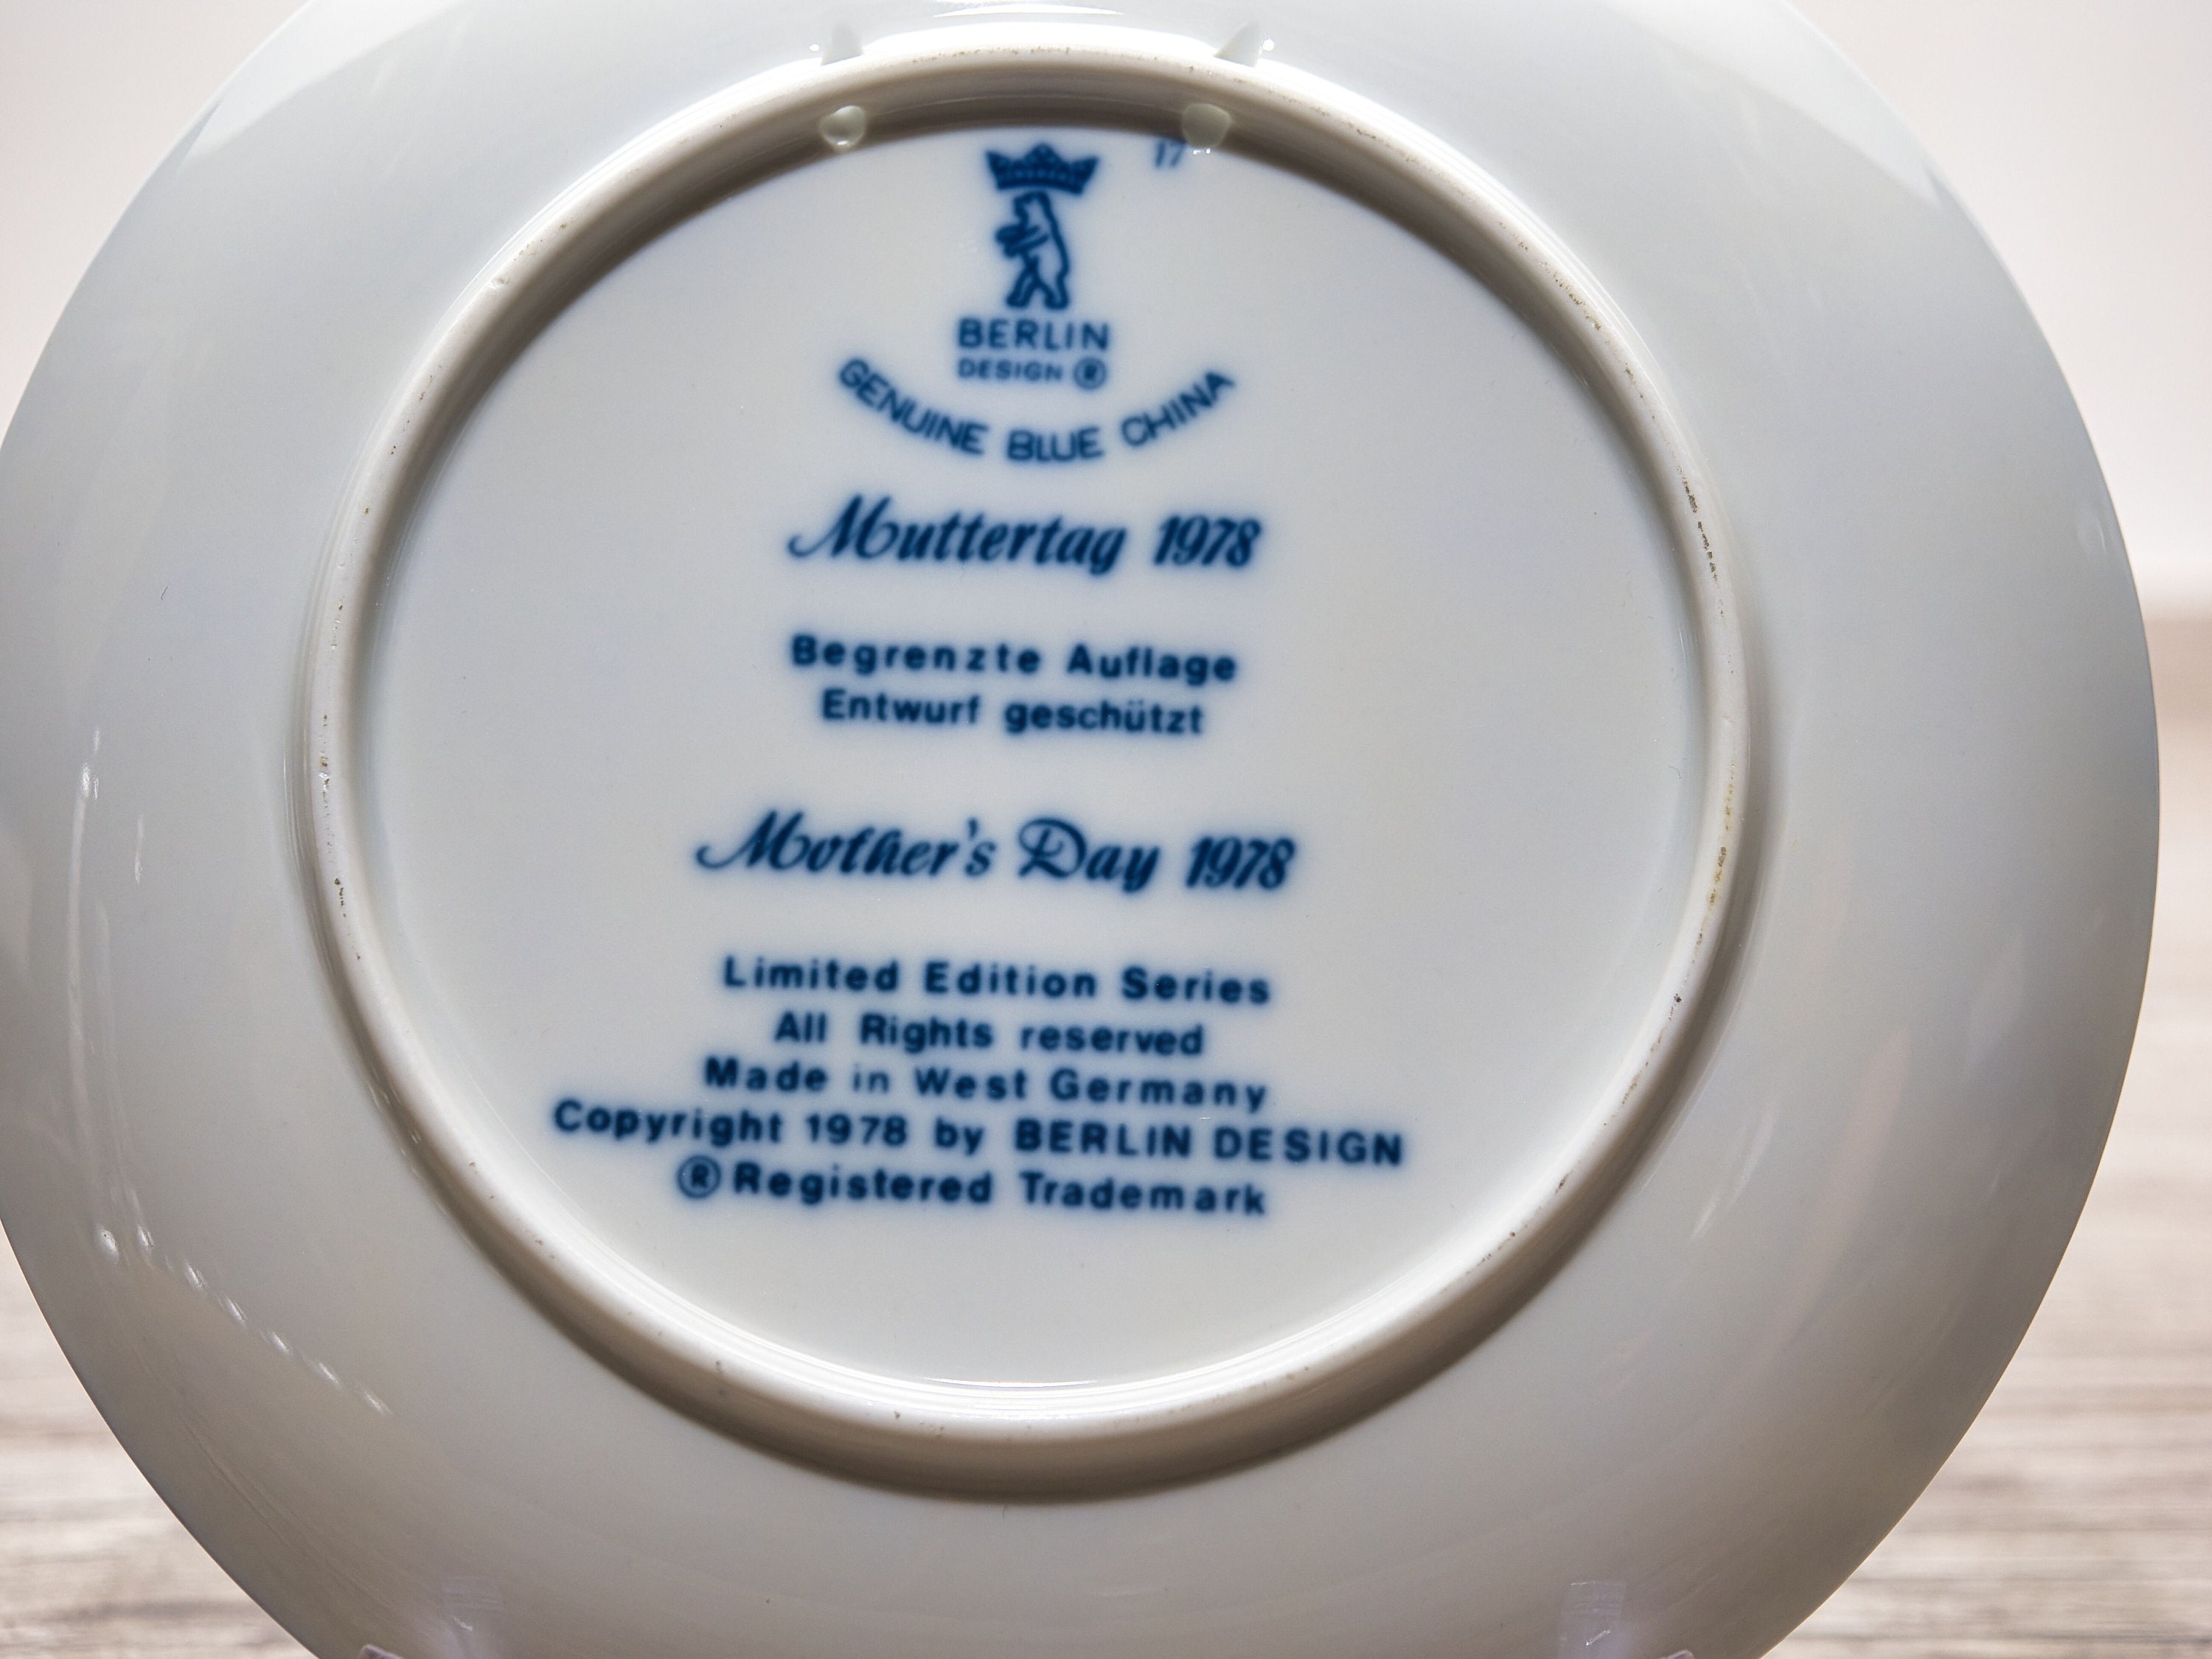 17
BERLIN
DESIGN ®
GENUINE BLUE CHINA
Muttertag 1978
Begrenzte Auflage
Entwurf geschützt
Mother's Day 1978
Limited Edition Series
All Rights reserved
Made in West Germany
Copyright 1978 by BERLIN DESIGN
® Registered Trademark